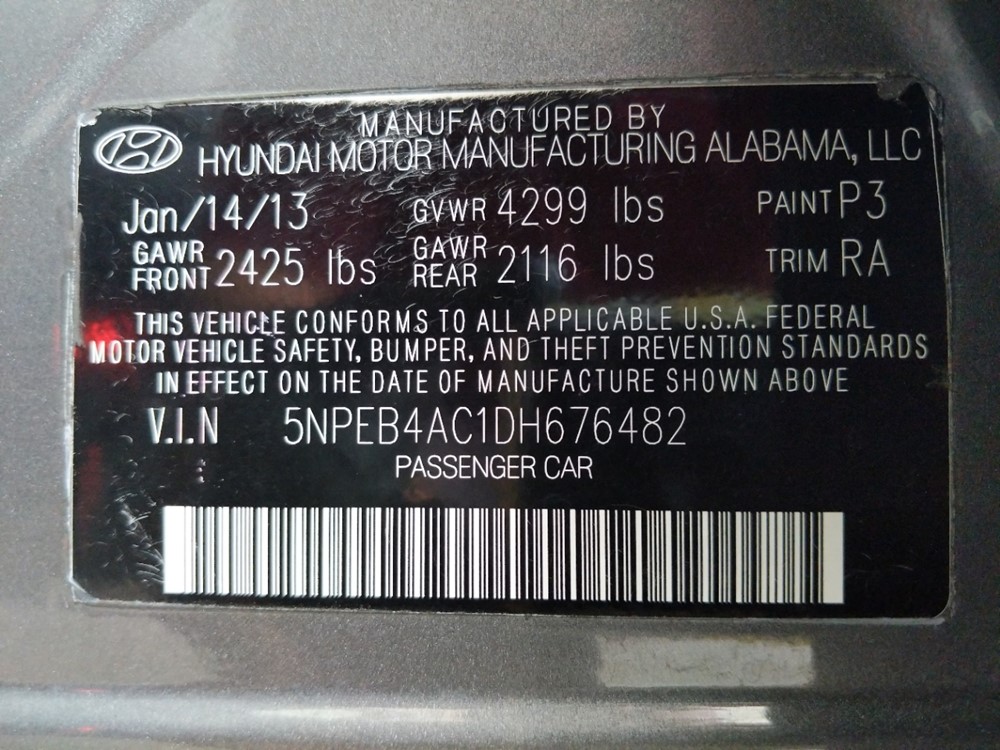 MANUFACTURED BY
HYUNDAI MOTOR MANUFACTURING ALABAMA, LLC
Jan/14/13 GVWR 4299 lbs PAINT P3
GAWR FRONT 2425 lbs GAWR REAR 2116 lbs TRIM RA
THIS VEHICLE CONFORMS TO ALL APPLICABLE U.S.A. FEDERAL
MOTOR VEHICLE SAFETY, BUMPER, AND THEFT PREVENTION STANDARDS
IN EFFECT ON THE DATE OF MANUFACTURE SHOWN ABOVE
V.I.N : 5NPEB4AC1DH676482
PASSENGER CAR